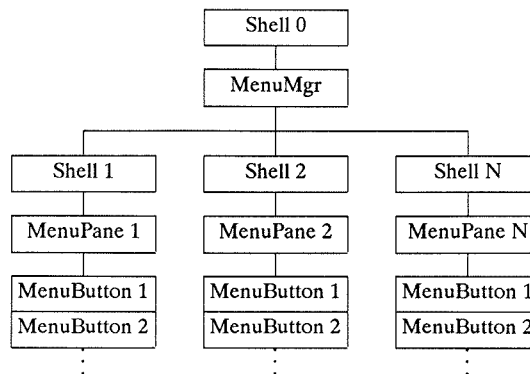 Shell 0
MenuMgr
Shell 1 Shell 2 Shell N
MenuPane 1 MenuPane 2 MenuPane N
MenuButton 1 MenuButton 1 MenuButton 1
MenuButton 2 MenuButton 2 MenuButton 2